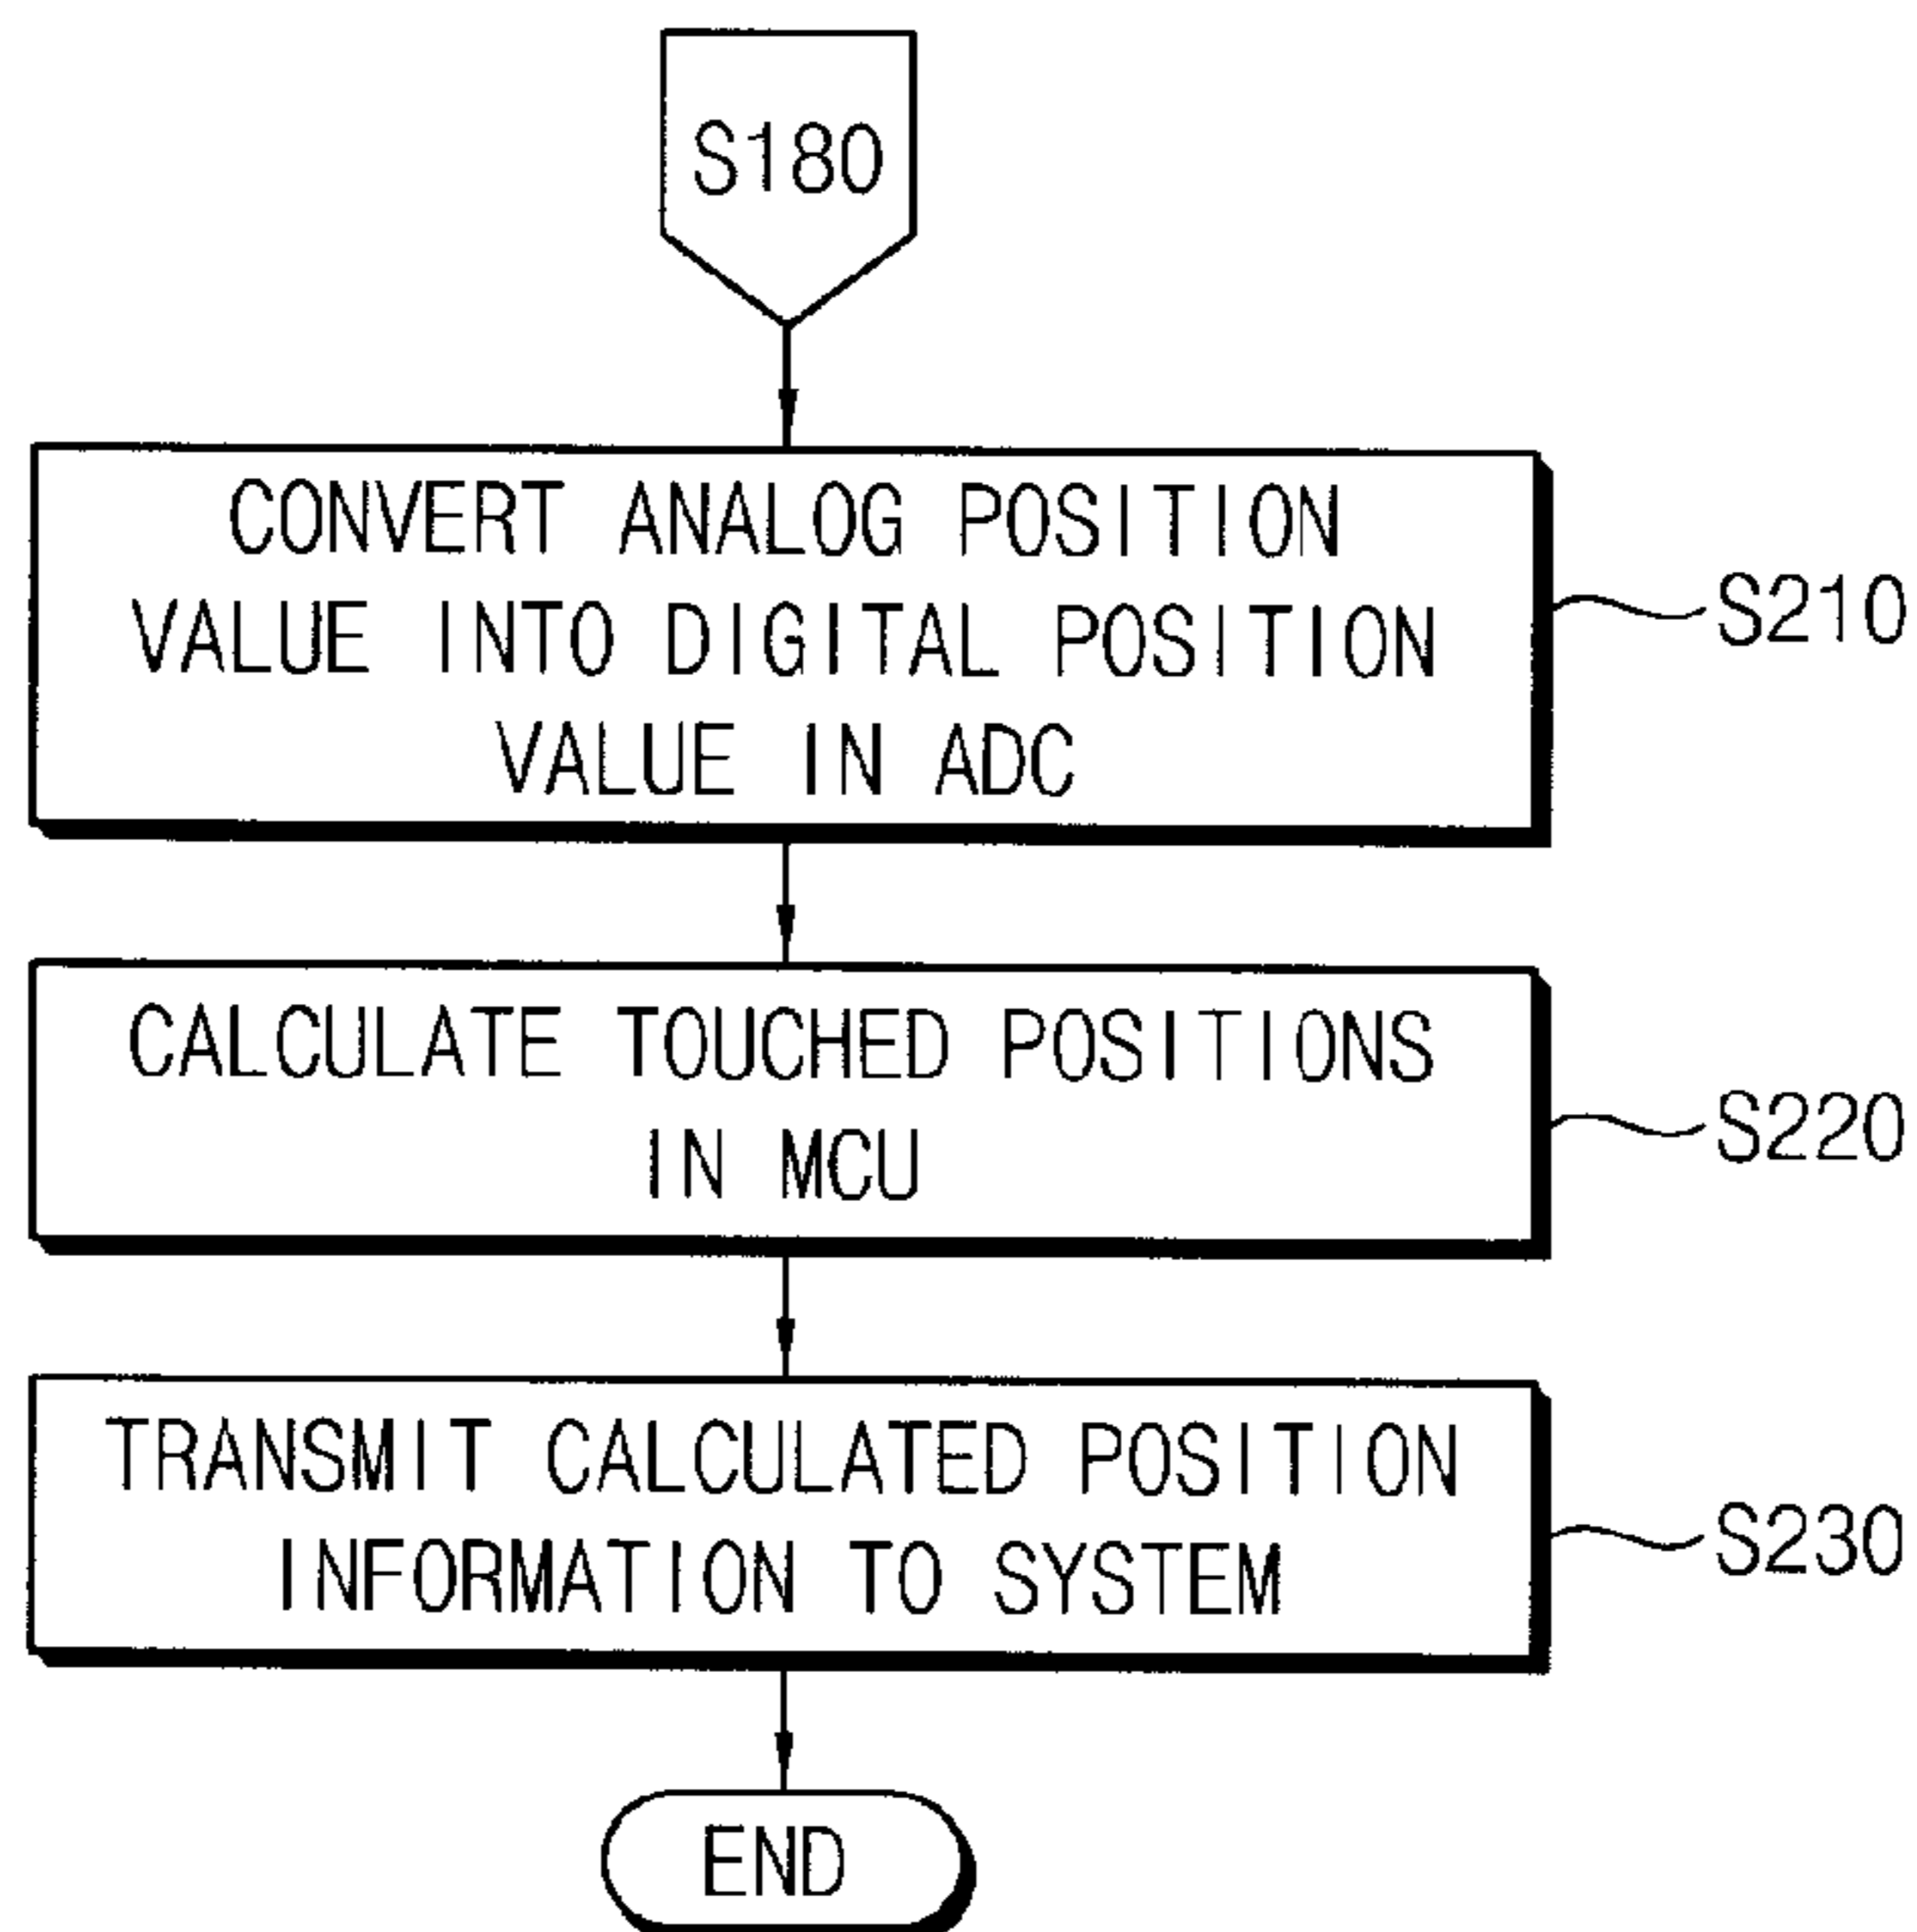 S180
CONVERT ANALOG POSITION
VALUE INTO DIGITAL POSITION
VALUE IN ADC
S210
CALCULATE TOUCHED POSITIONS
IN MCU
S220
TRANSMIT CALCULATED POSITION
INFORMATION TO SYSTEM
S230
END